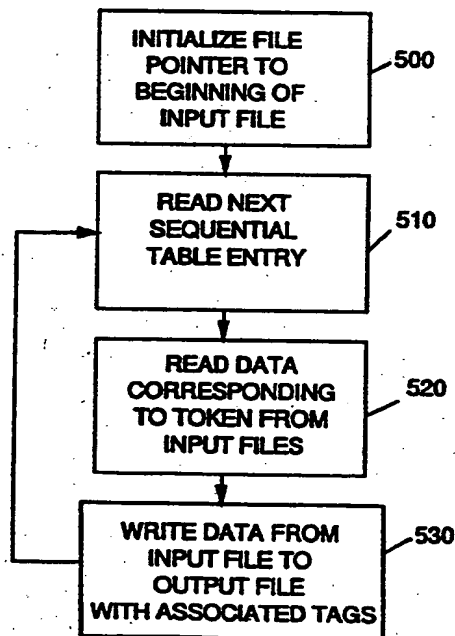 INITIALIZE FILE
POINTER TO
BEGINNING OF
INPUT FILE
500
READ NEXT
SEQUENTIAL
TABLE ENTRY
510
READ DATA
CORRESPONDING
TO TOKEN FROM
INPUT FILES
520
WRITE DATA FROM
INPUT FILE TO
OUTPUT FILE
WITH ASSOCIATED TAGS
530